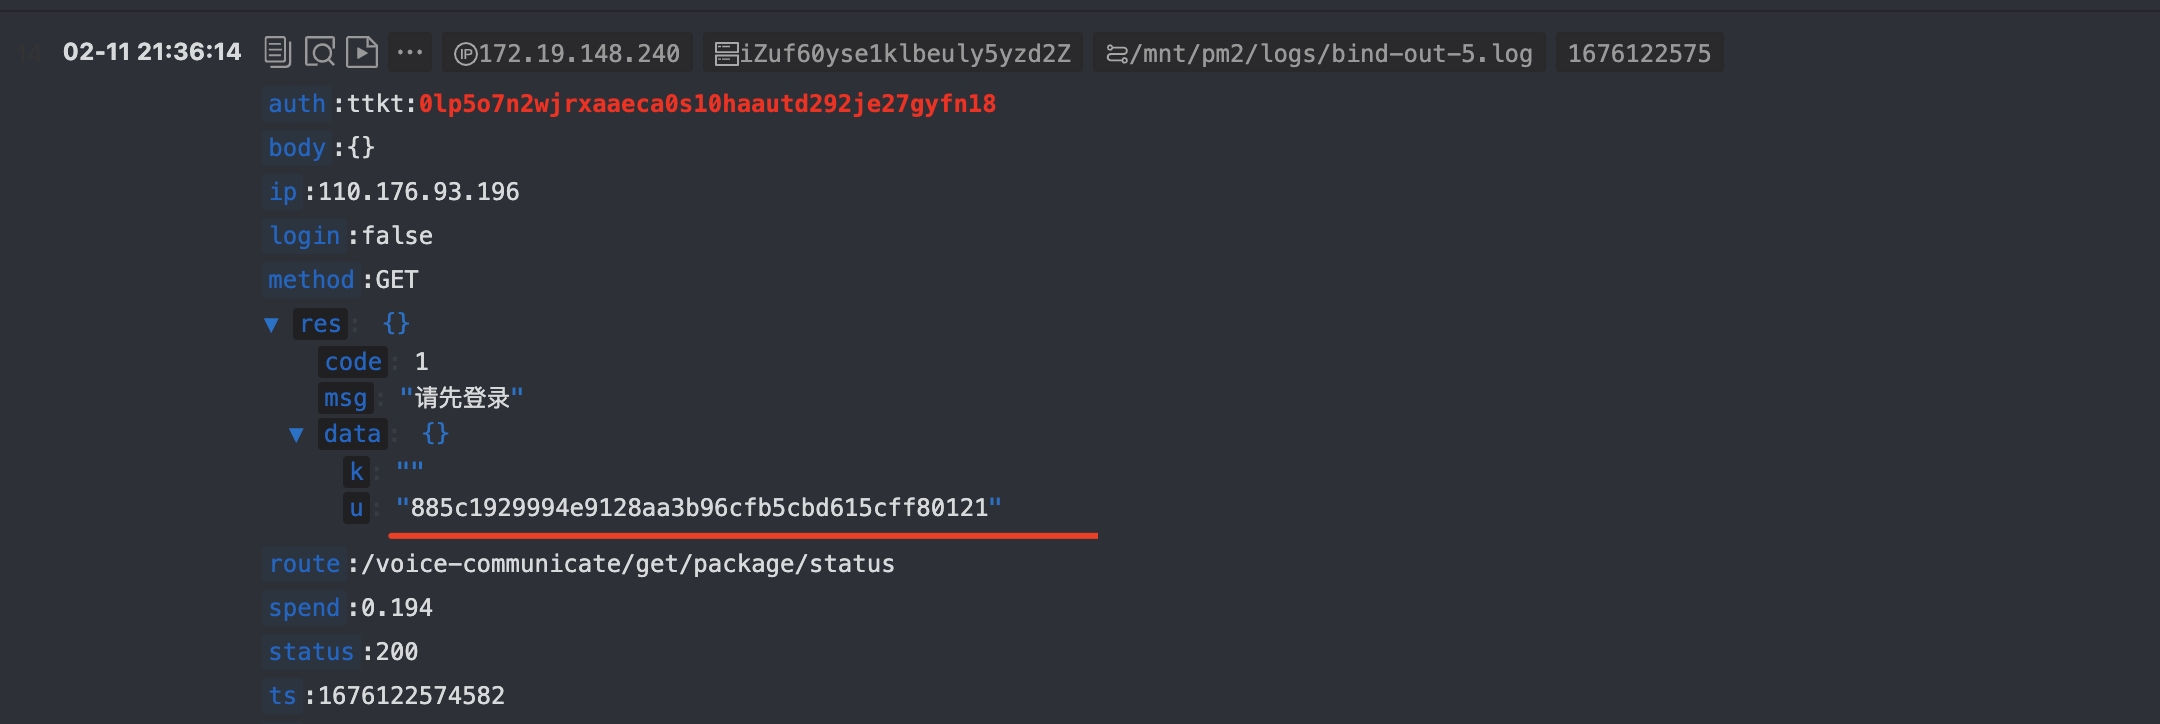 02-11 21:36:14 ··· IP 172.19.148.240 iZuf60yse1klbeuly5yzd2Z /mnt/pm2/logs/bind-out-5.log 1676122575
auth :ttkt:0lp5o7n2wjrxaaeca0s10haautd292je27gyfn18
body :{}
ip :110.176.93.196
login :false
method :GET
▼ res : {}
code : 1
msg : "请先登录"
▼ data : {}
k : ""
u : "885c1929994e9128aa3b96cfb5cbd615cff80121"
route :/voice-communicate/get/package/status
spend :0.194
status :200
ts :1676122574582